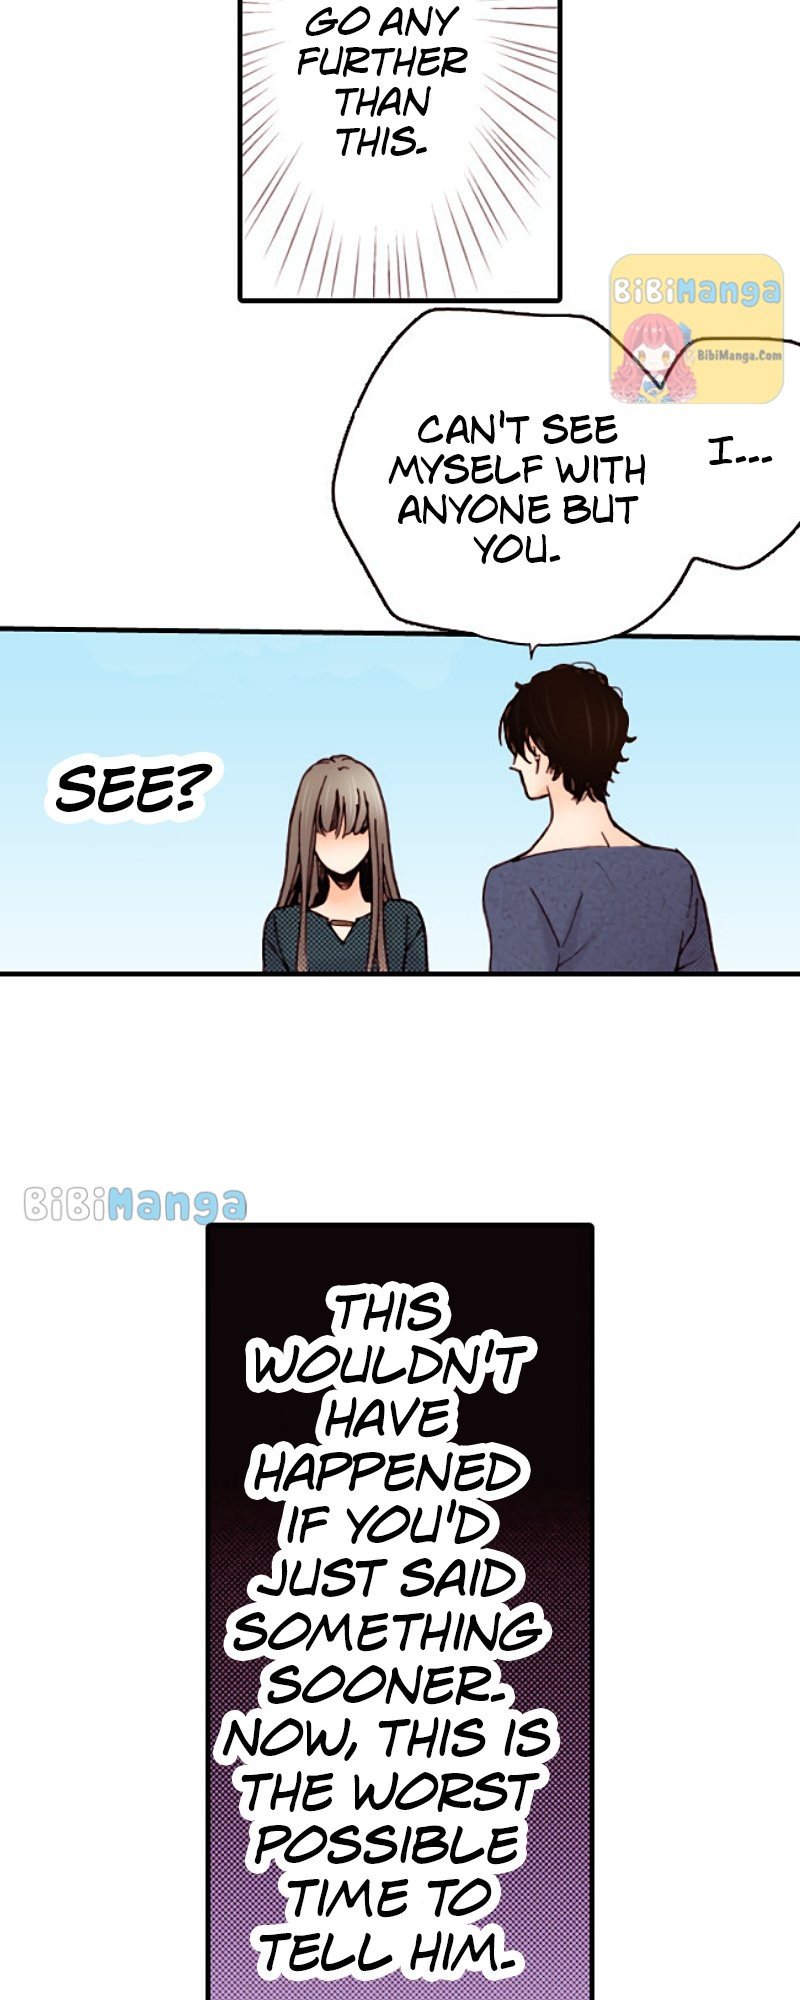 GO ANY
FURTHER
THAN
THIS.
BiBiManga
BibiManga.Com
I...
CAN'T SEE
MYSELF WITH
ANYONE BUT
YOU.
SEE?
BiBiManga
THIS
WOULDN'T
HAVE
HAPPENED
IF YOU'D
JUST SAID
SOMETHING
SOONER.
NOW, THIS IS
THE WORST
POSSIBLE
TIME TO
TELL HIM.